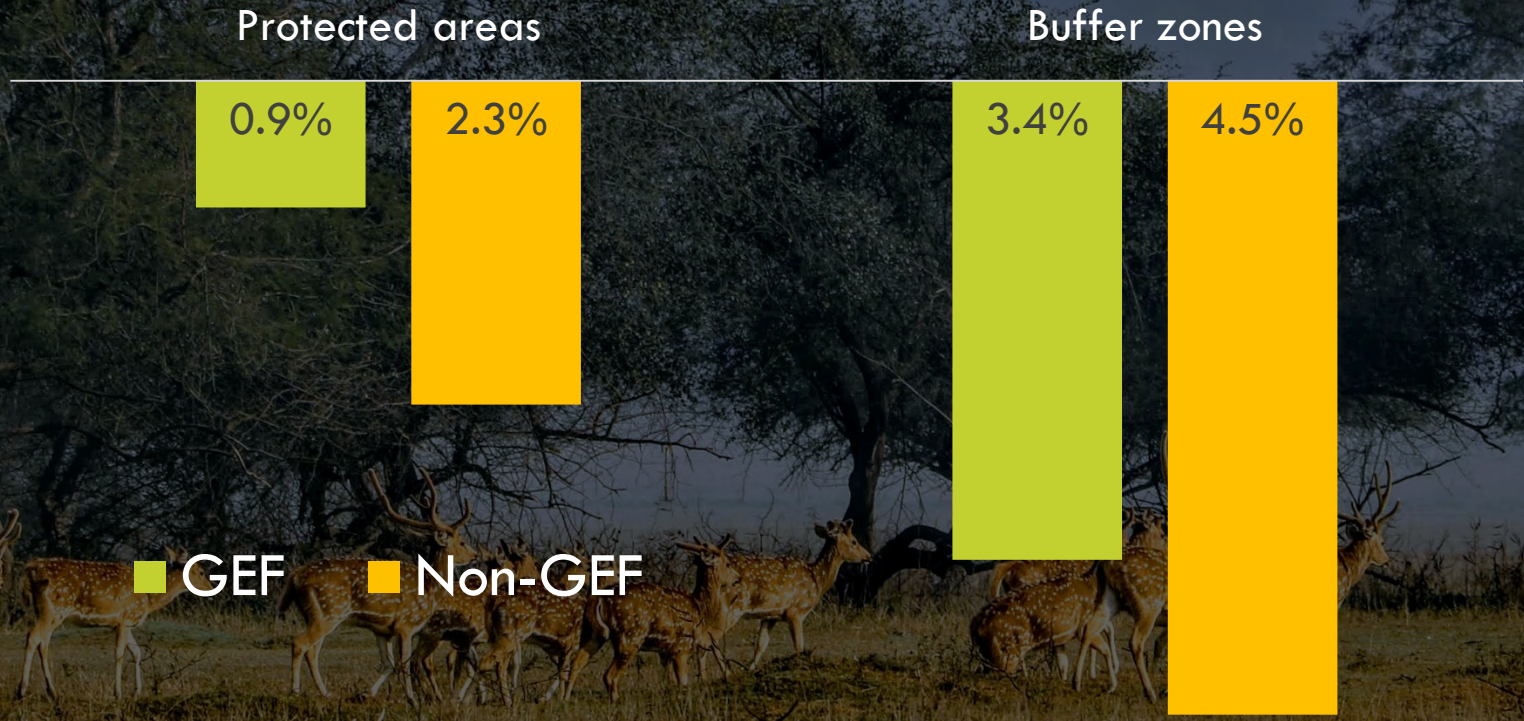 Protected areas
Buffer zones
0.9%
2.3%
3.4%
4.5%
GEF
Non-GEF